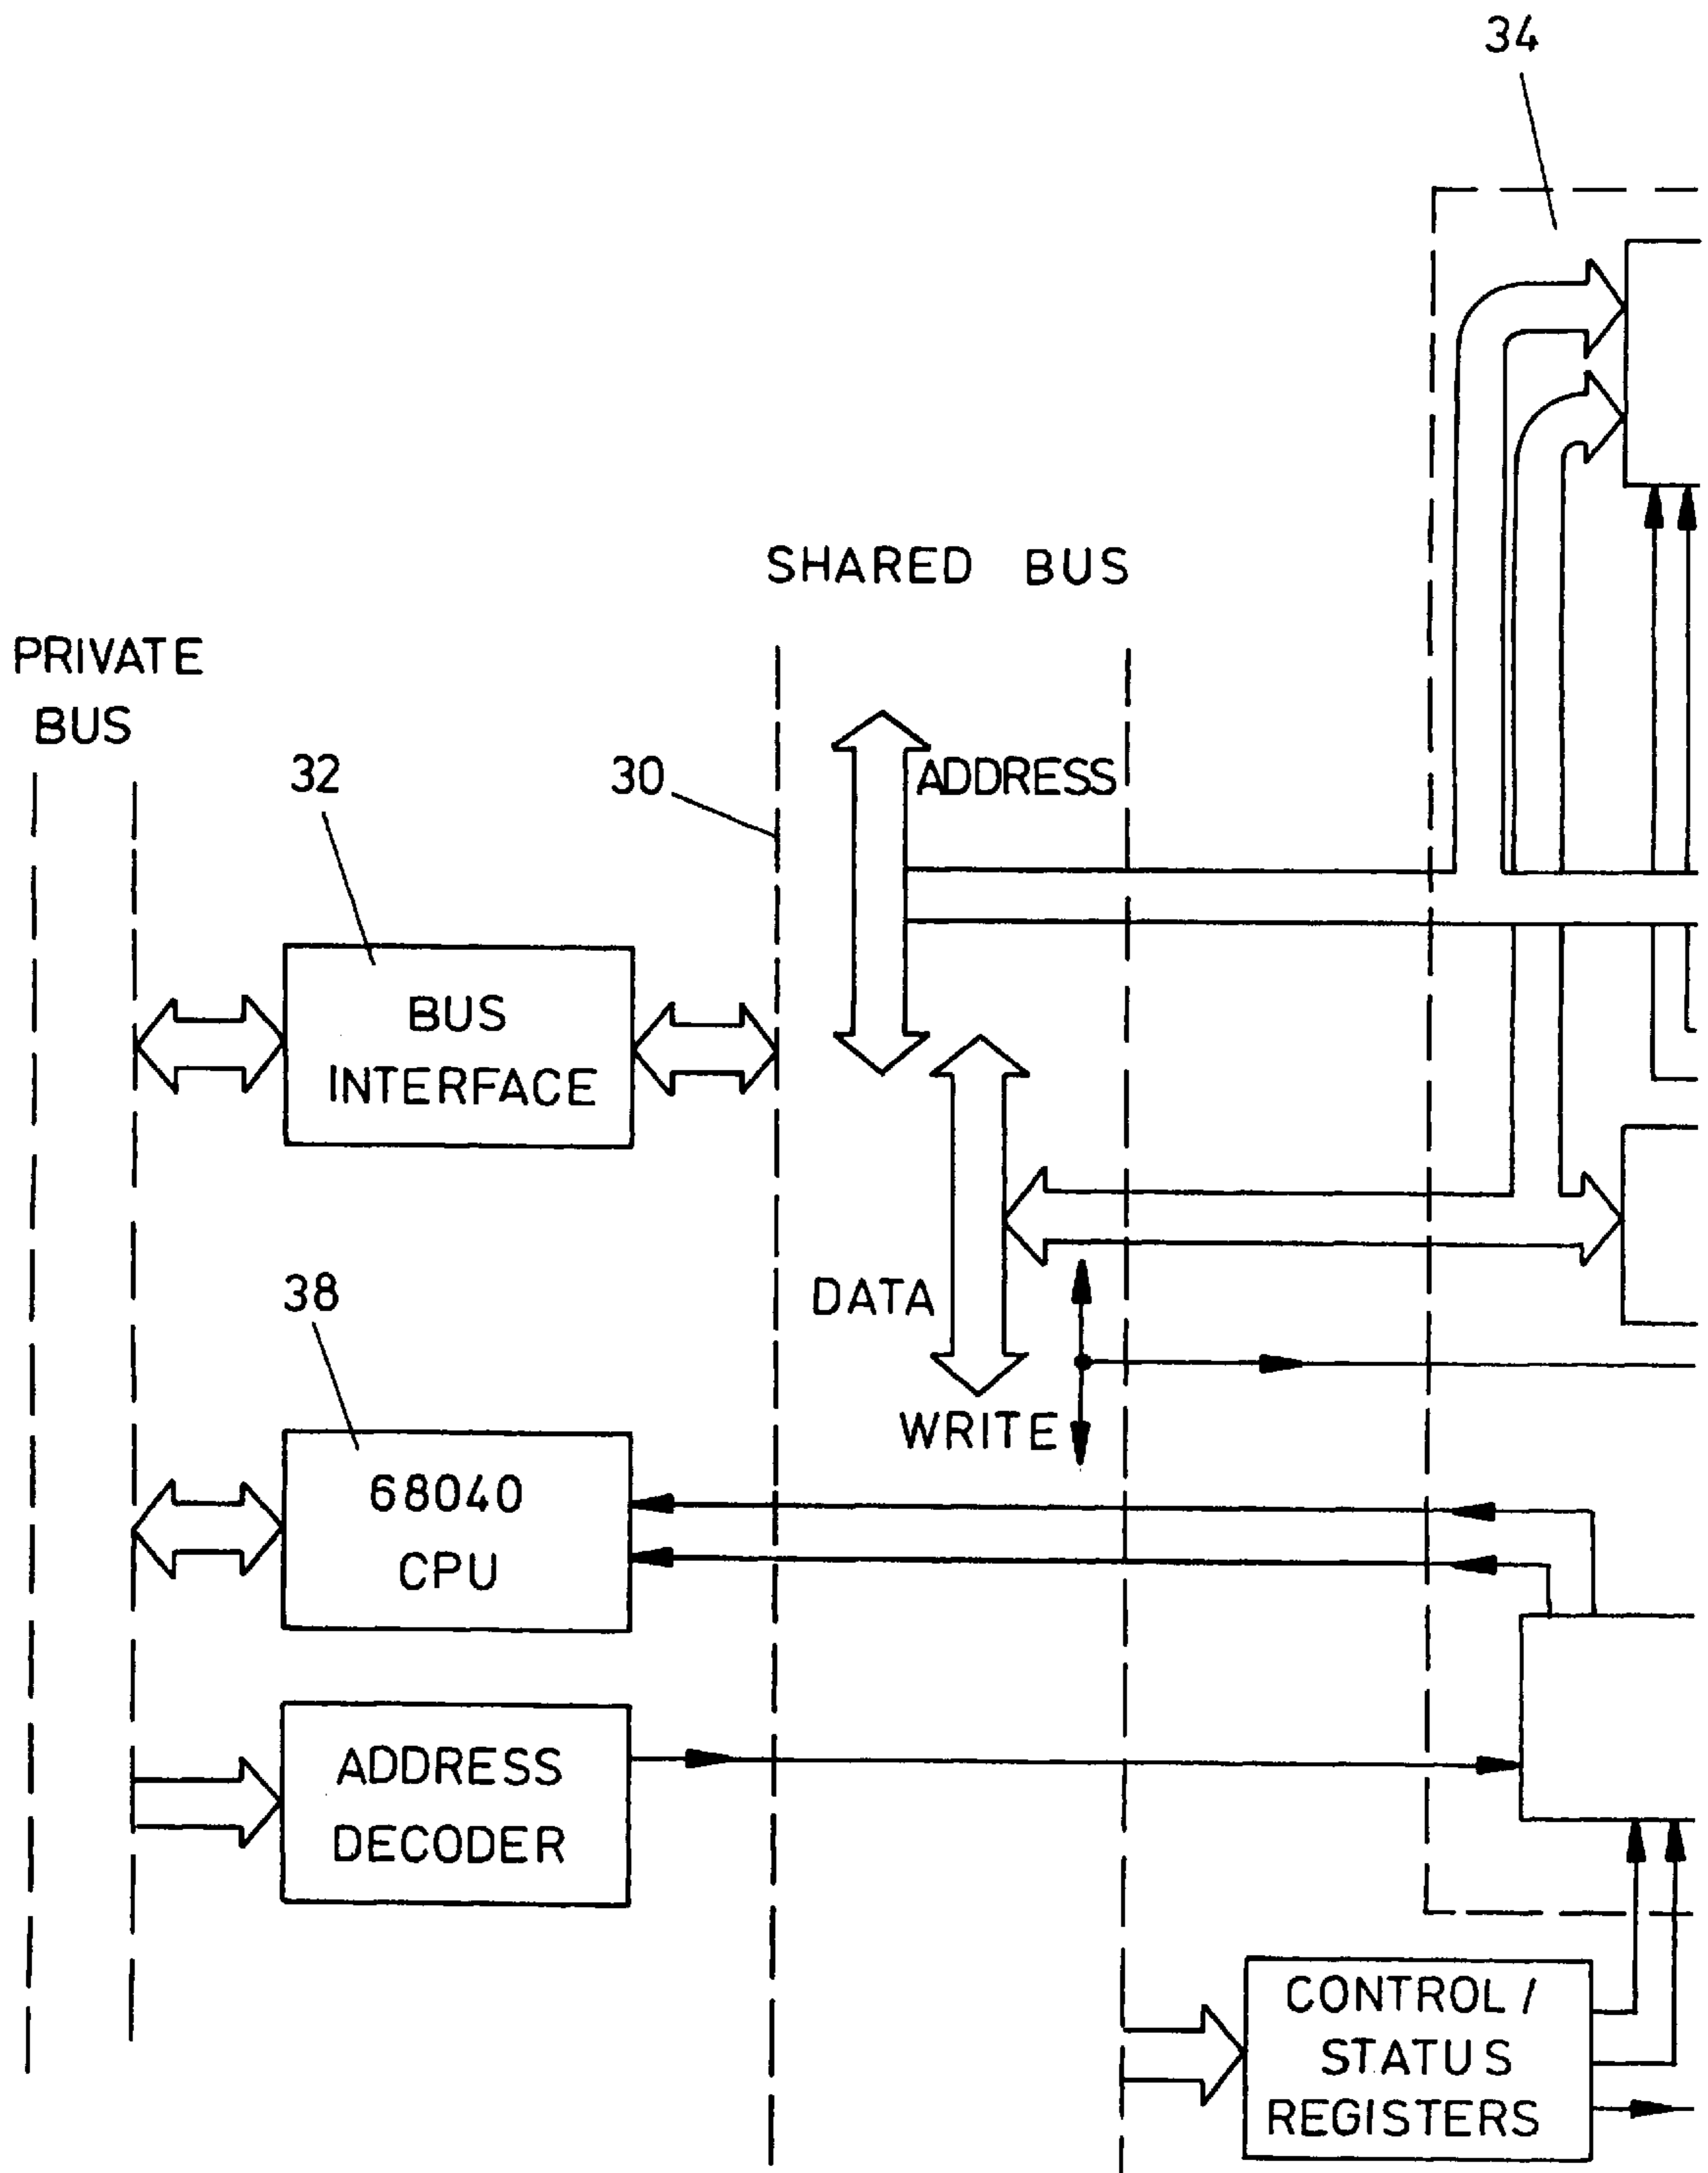 34
SHARED BUS
PRIVATE
BUS
32
30
ADDRESS
BUS
INTERFACE
38
DATA
WRITE
68040
CPU
ADDRESS
DECODER
CONTROL /
STATUS
REGISTERS